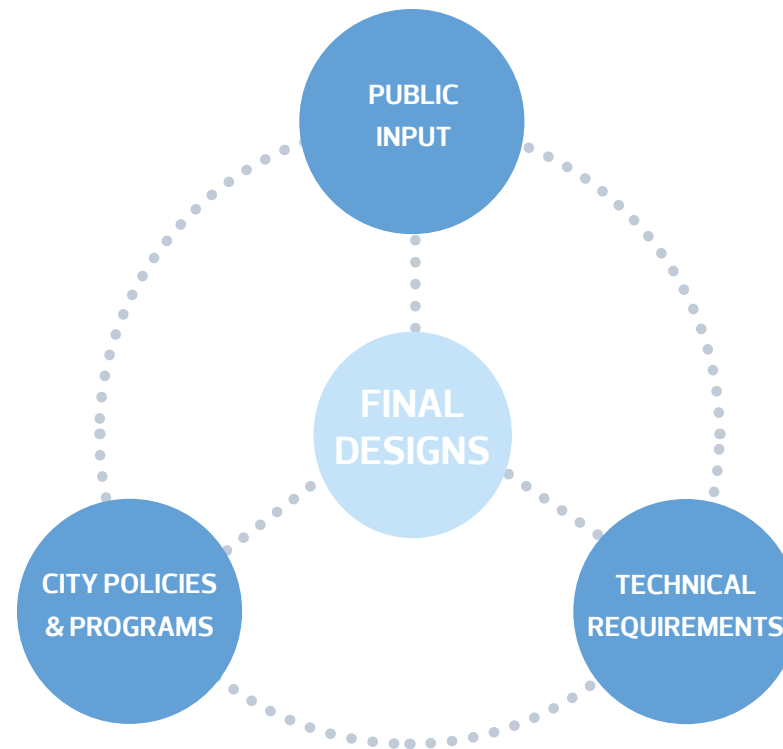 PUBLIC
INPUT
FINAL
DESIGNS
CITY POLICIES
& PROGRAMS
TECHNICAL
REQUIREMENTS